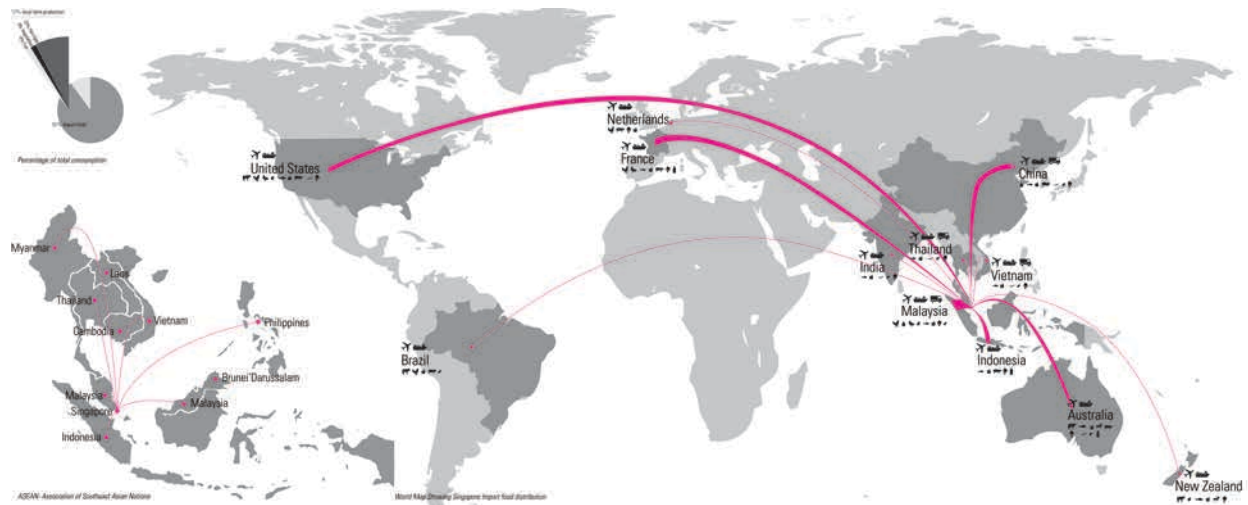 Percentage of total consumption
Netherlands
France
United States
China
Thailand
India
Vietnam
Malaysia
Indonesia
Brazil
Australia
New Zealand
Myanmar
Laos
Thailand
Vietnam
Cambodia
Philippines
Brunei Darussalam
Malaysia
Malaysia
Singapore
Indonesia
ASEAN- Association of Southwest Asian Nations
World Map Showing Singapore Import food distribution